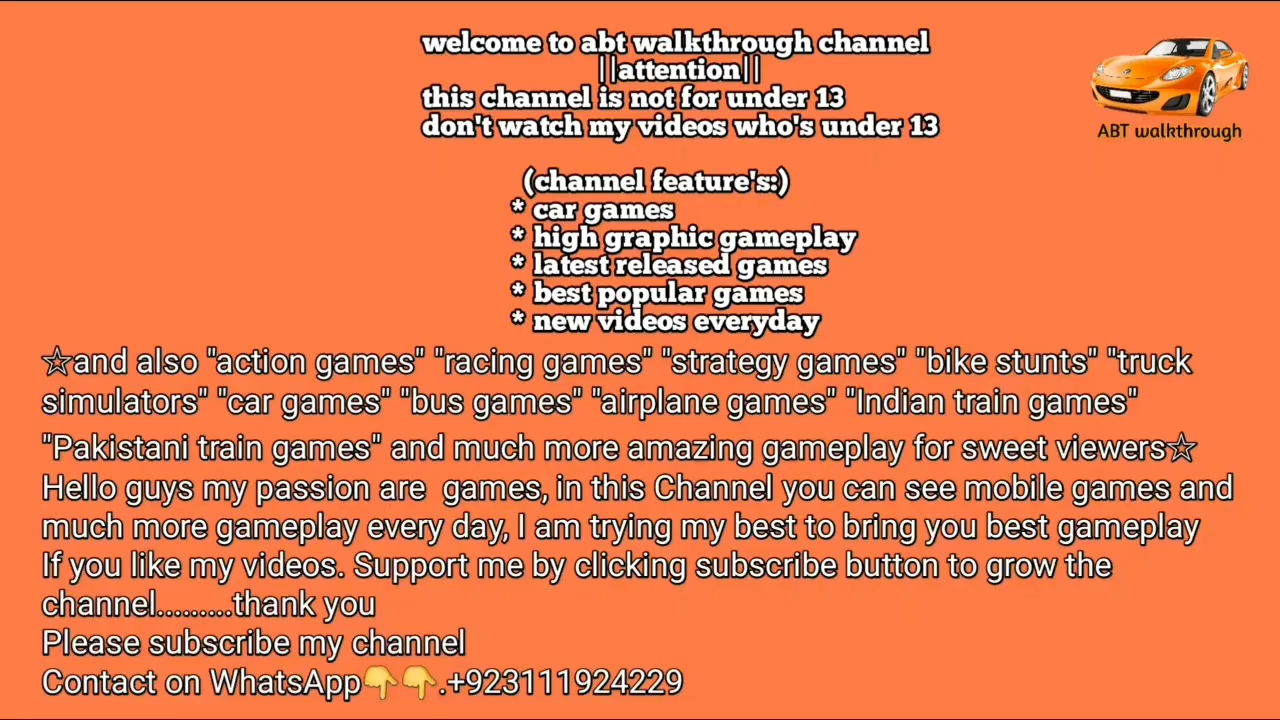 welcome to abt walkthrough channel
||attention||
this channel is not for under 13
don't watch my videos who's under 13
ABT walkthrough
(channel feature's:)
* car games
* high graphic gameplay
* latest released games
* best popular games
* new videos everyday
☆and also "action games" "racing games" "strategy games" "bike stunts" "truck
simulators" "car games" "bus games" "airplane games" "Indian train games"
"Pakistani train games" and much more amazing gameplay for sweet viewers☆
Hello guys my passion are  games, in this Channel you can see mobile games and
much more gameplay every day, I am trying my best to bring you best gameplay
If you like my videos. Support me by clicking subscribe button to grow the
channel.........thank you
Please subscribe my channel
Contact on WhatsApp👇👇.+923111924229